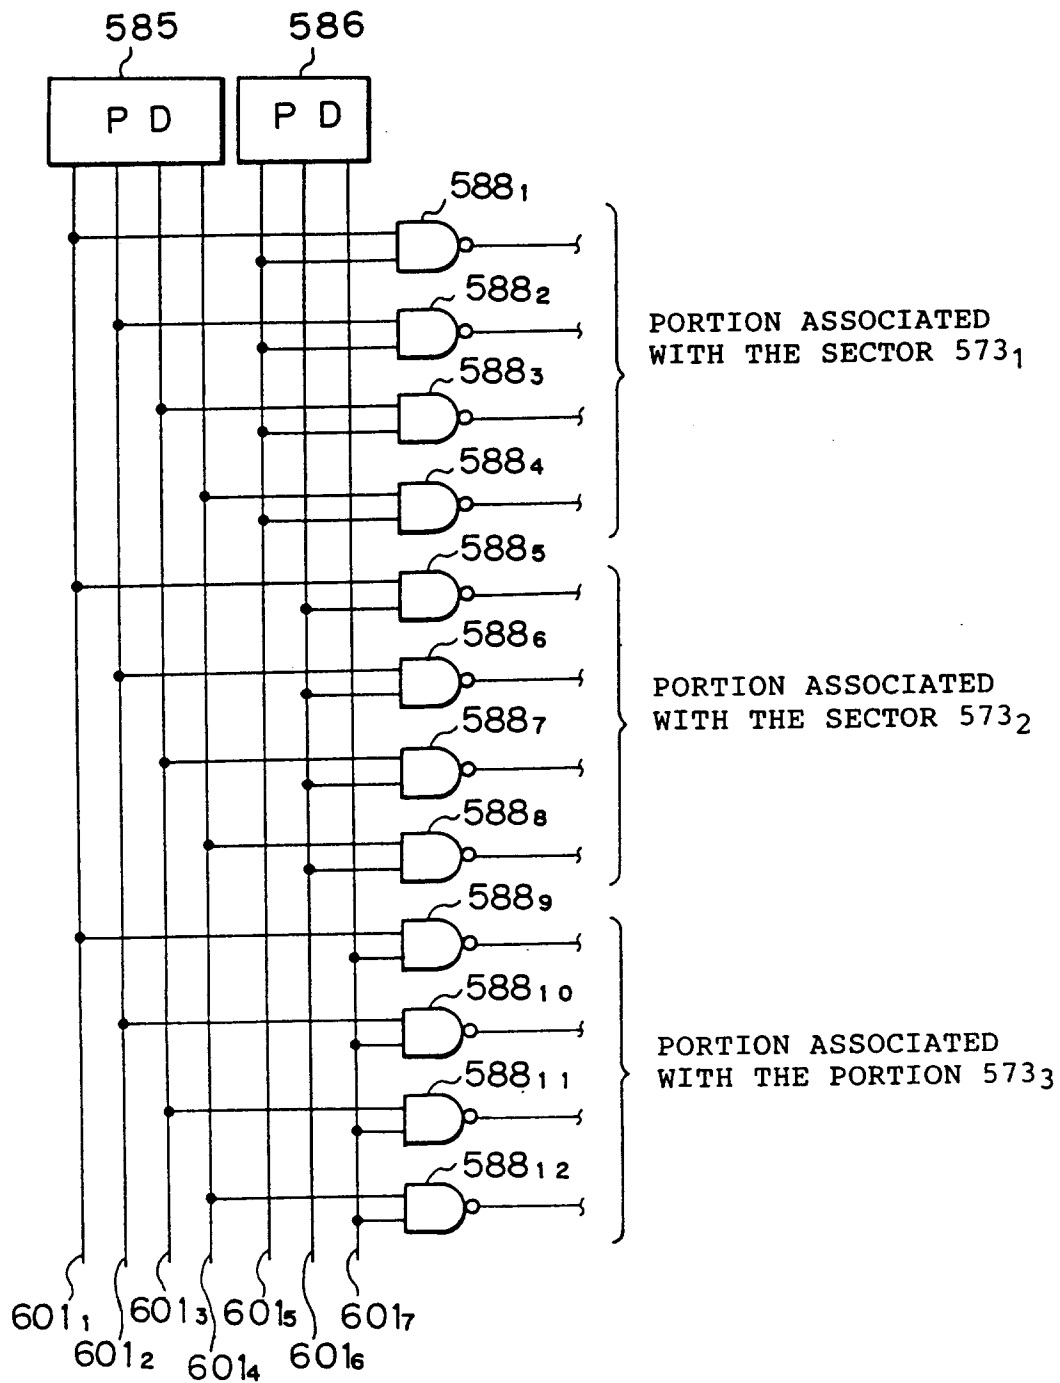 585 586
P D P D
588₁
588₂
PORTION ASSOCIATED
WITH THE SECTOR 573₁
588₃
588₄
588₅
588₆
PORTION ASSOCIATED
WITH THE SECTOR 573₂
588₇
588₈
588₉
588₁₀
PORTION ASSOCIATED
WITH THE PORTION 573₃
588₁₁
588₁₂
601₁ 601₂ 601₃ 601₄ 601₅ 601₆ 601₇